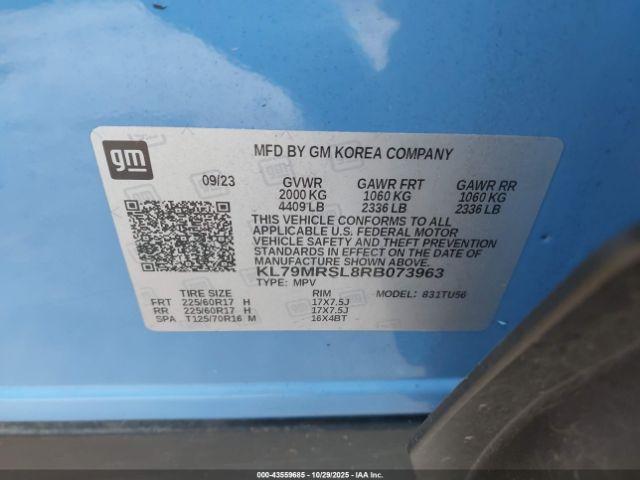 gm
MFD BY GM KOREA COMPANY
09/23 GVWR GAWR FRT GAWR RR
2000 KG 1060 KG 1060 KG
4409 LB 2336 LB 2336 LB
THIS VEHICLE CONFORMS TO ALL
APPLICABLE U.S. FEDERAL MOTOR
VEHICLE SAFETY AND THEFT PREVENTION
STANDARDS IN EFFECT ON THE DATE OF
MANUFACTURE SHOWN ABOVE.
KL79MRSL8RB073963
TYPE: MPV MODEL: 831TU56
TIRE SIZE RIM
FRT 225/60R17 H 17X7.5J
RR 225/60R17 H 17X7.5J
SPA T125/70R16 M 16X4BT
000-43559685 10/29/2025 IAA Inc.